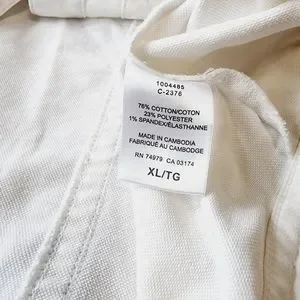 1004485
C-2376
76% COTTON/COTON
23% POLYESTER
1% SPANDEX/ÉLASTHANNE
MADE IN CAMBODIA
FABRIQUÉ AU CAMBODGE
RN 74979 CA 03174
XL/TG